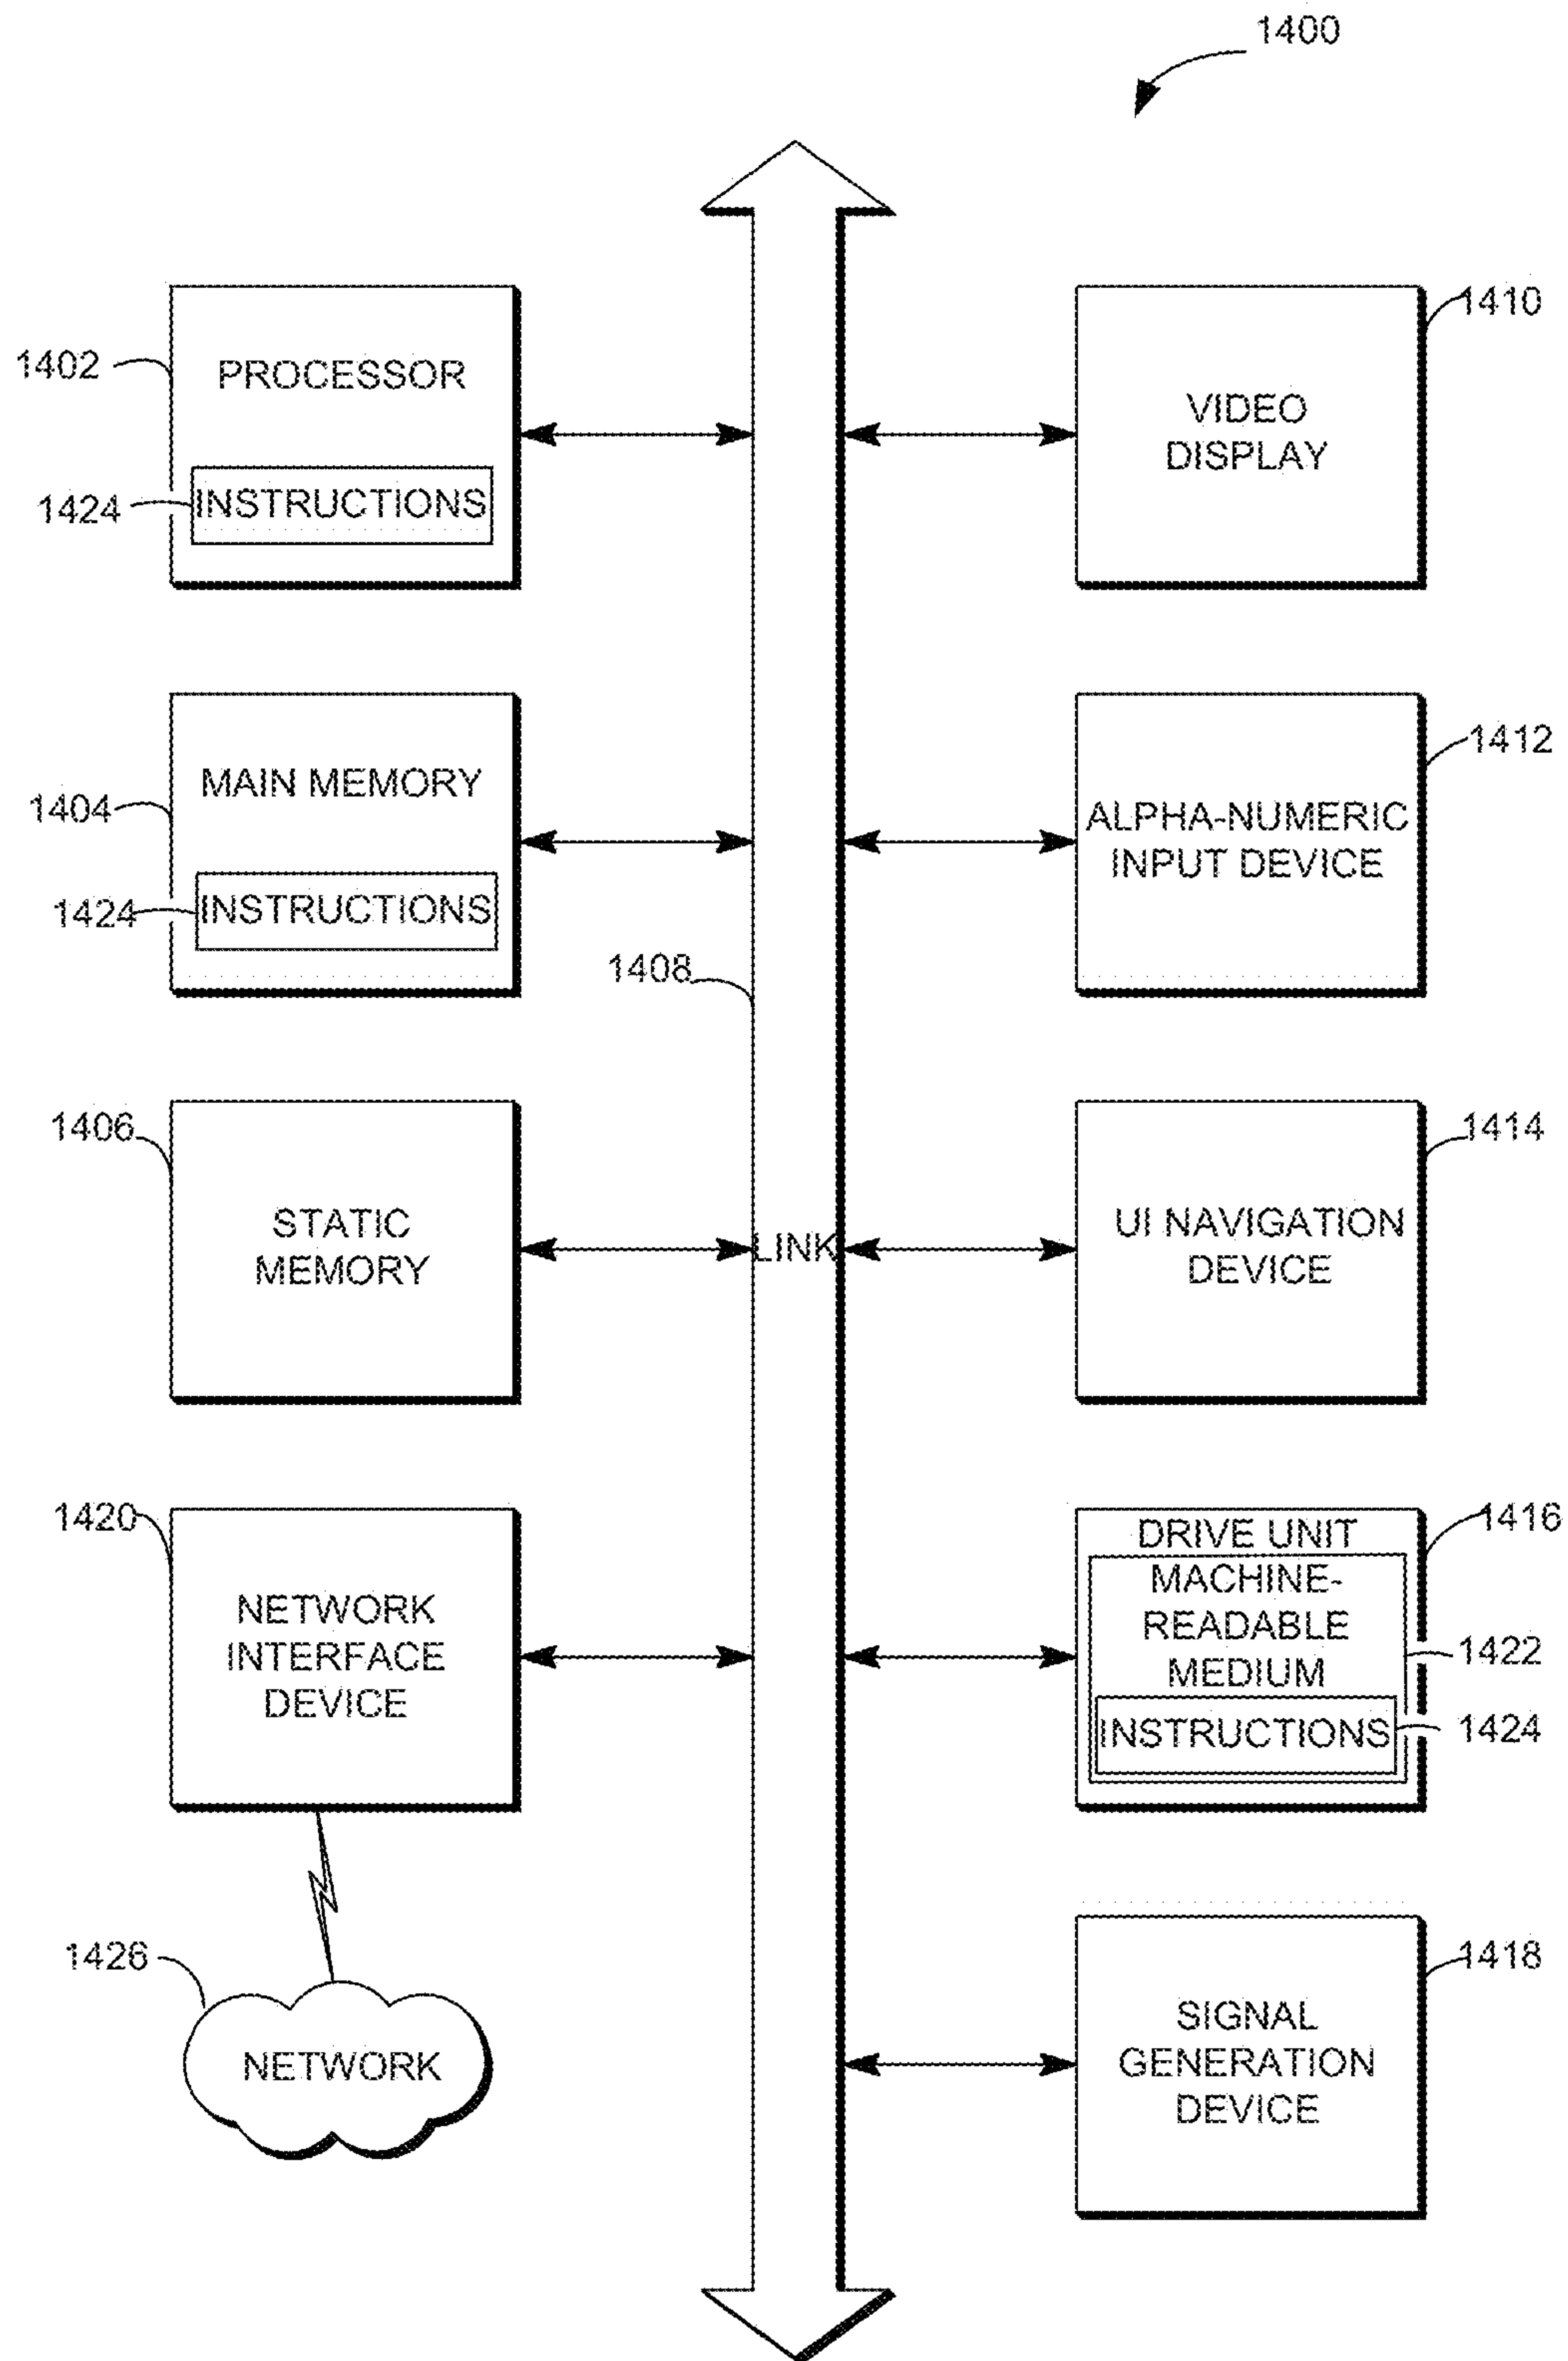 1400
1402
PROCESSOR
1424
INSTRUCTIONS
1410
VIDEO
DISPLAY
1404
MAIN MEMORY
1424
INSTRUCTIONS
1412
ALPHA-NUMERIC
INPUT DEVICE
1408
1406
STATIC
MEMORY
LINK
1414
UI NAVIGATION
DEVICE
1420
NETWORK
INTERFACE
DEVICE
1416
DRIVE UNIT
MACHINE-
READABLE
MEDIUM
1422
INSTRUCTIONS
1424
1426
NETWORK
1418
SIGNAL
GENERATION
DEVICE